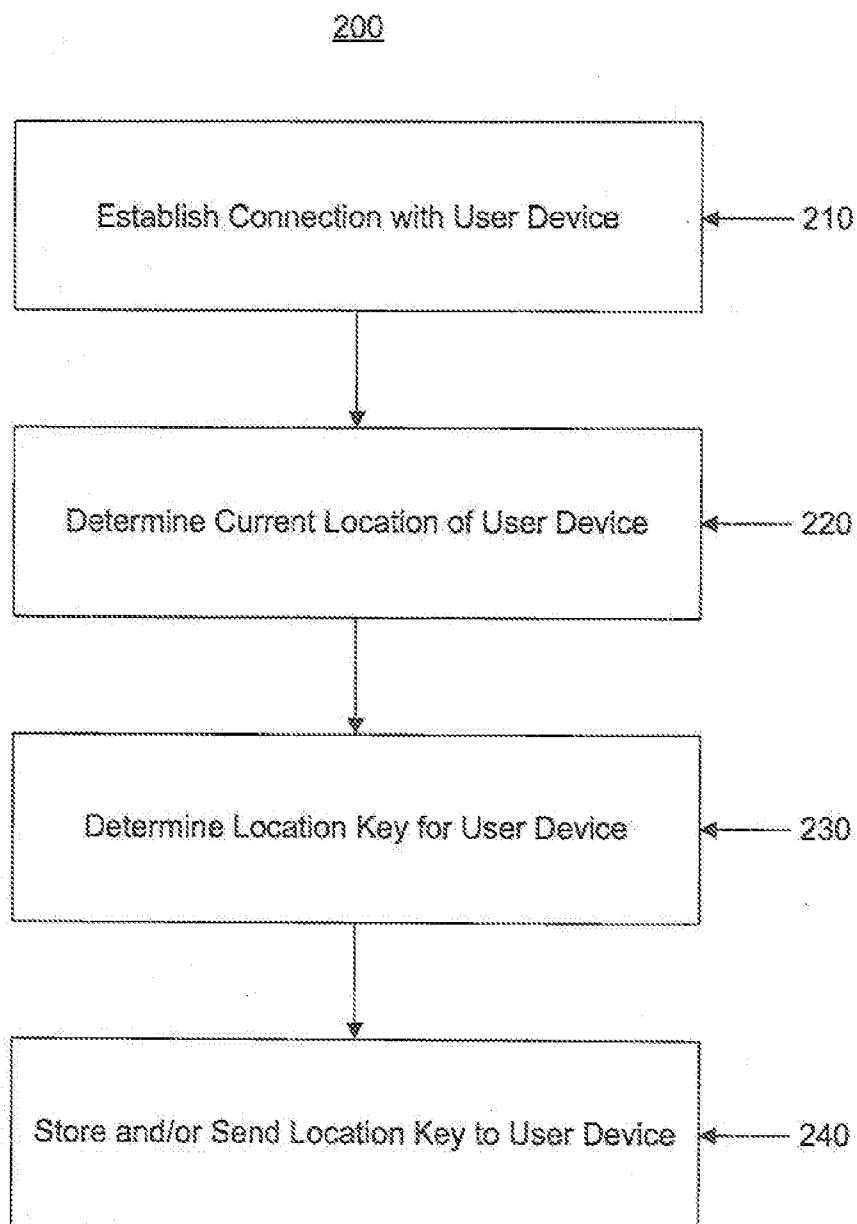 200
Establish Connection with User Device
210
Determine Current Location of User Device
220
Determine Location Key for User Device
230
Store and/or Send Location Key to User Device
240